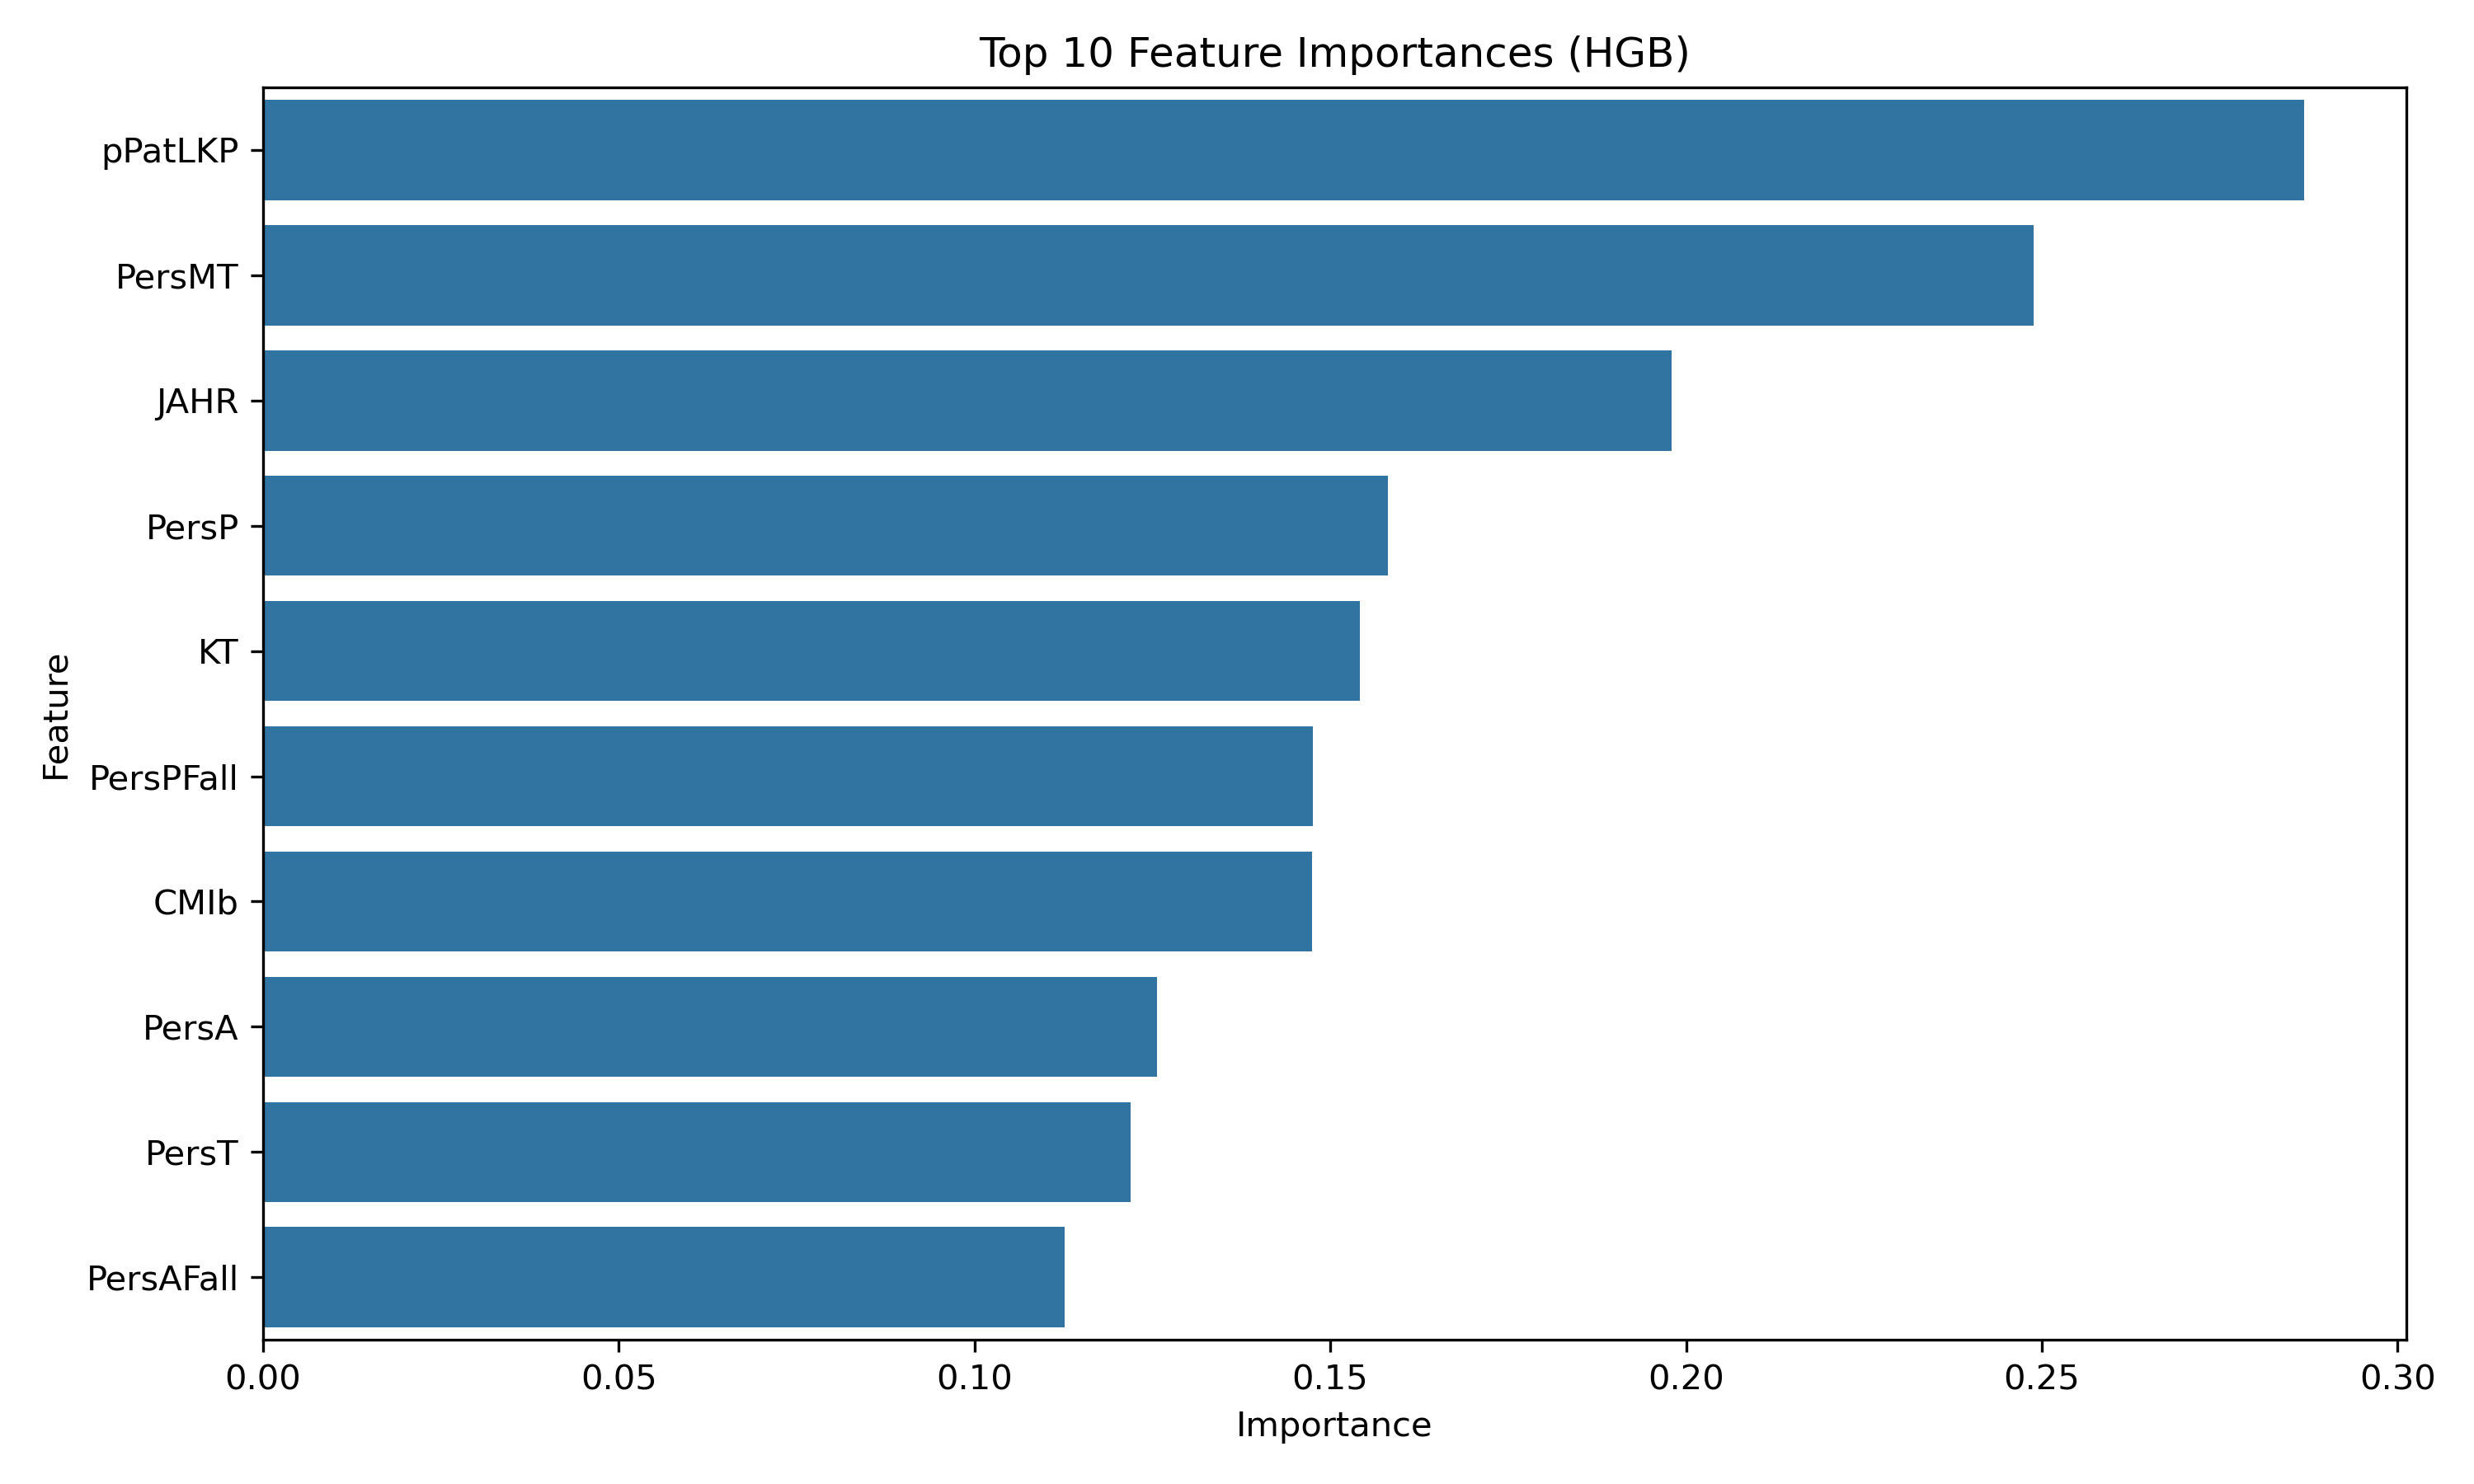 Top 10 Feature Importances (HGB)
pPatLKP
PersMT
JAHR
PersP
KT
PersPFall
CMIb
PersA
PersT
PersAFall
Feature
0.00 0.05 0.10 0.15 0.20 0.25 0.30
Importance